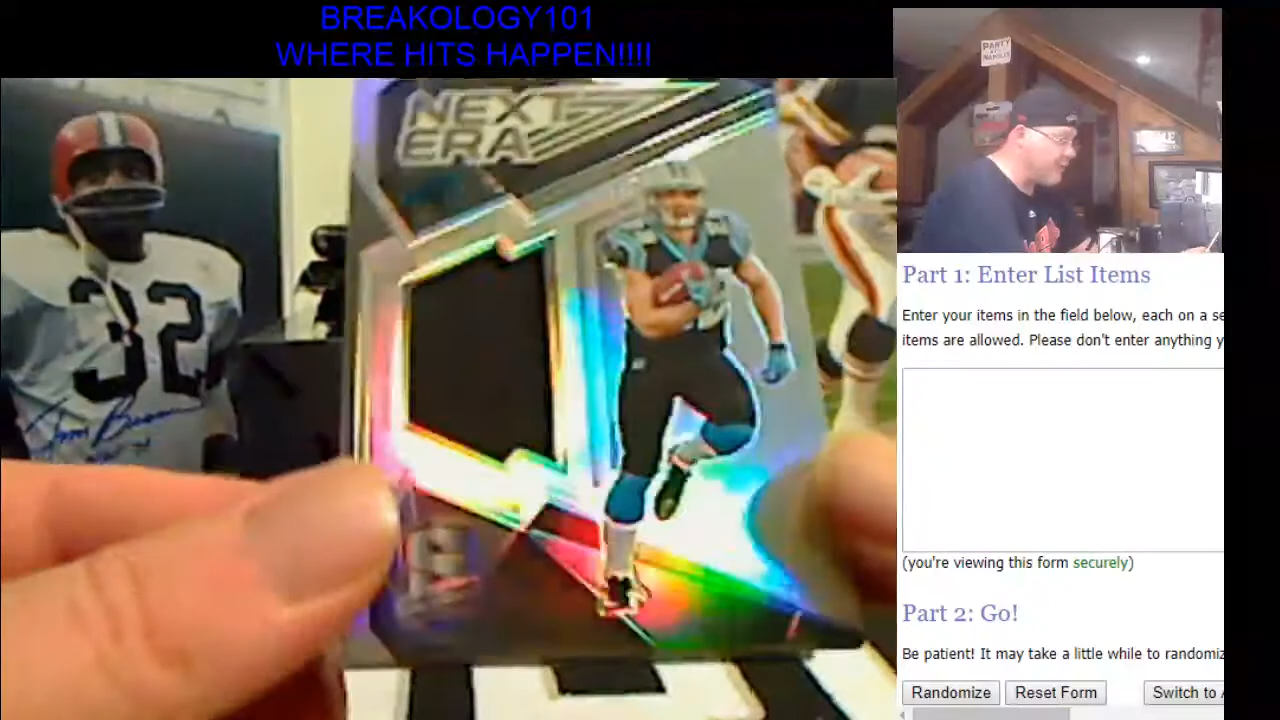 BREAKOLOGY101
WHERE HITS HAPPEN!!!!
NEXT
ERA
32
PARTY
Part 1: Enter List Items
Enter your items in the field below, each on a se
items are allowed. Please don't enter anything y
(you're viewing this form securely)
Part 2: Go!
Be patient! It may take a little while to randomiz
Randomize
Reset Form
Switch to A